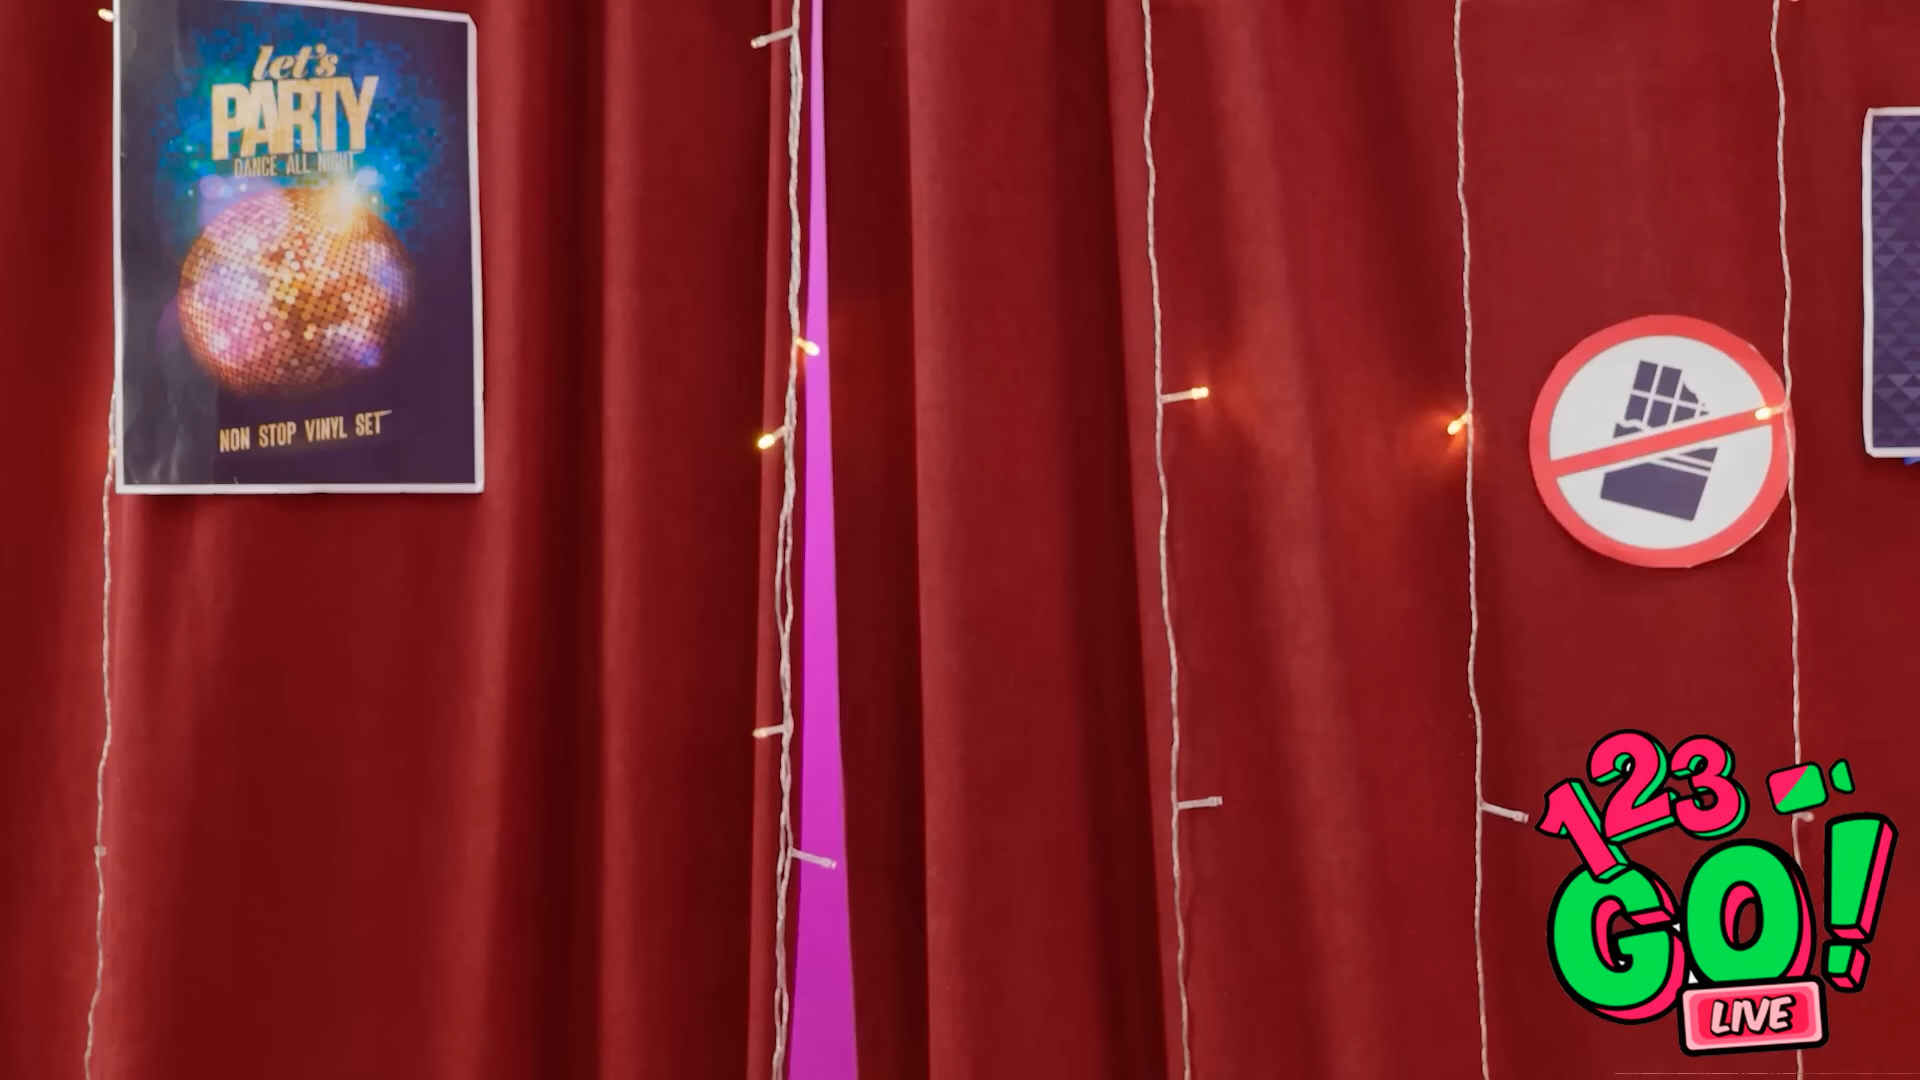 let's
PARTY
DANCE ALL NIGHT
NON STOP VINYL SET
123
GO!
LIVE